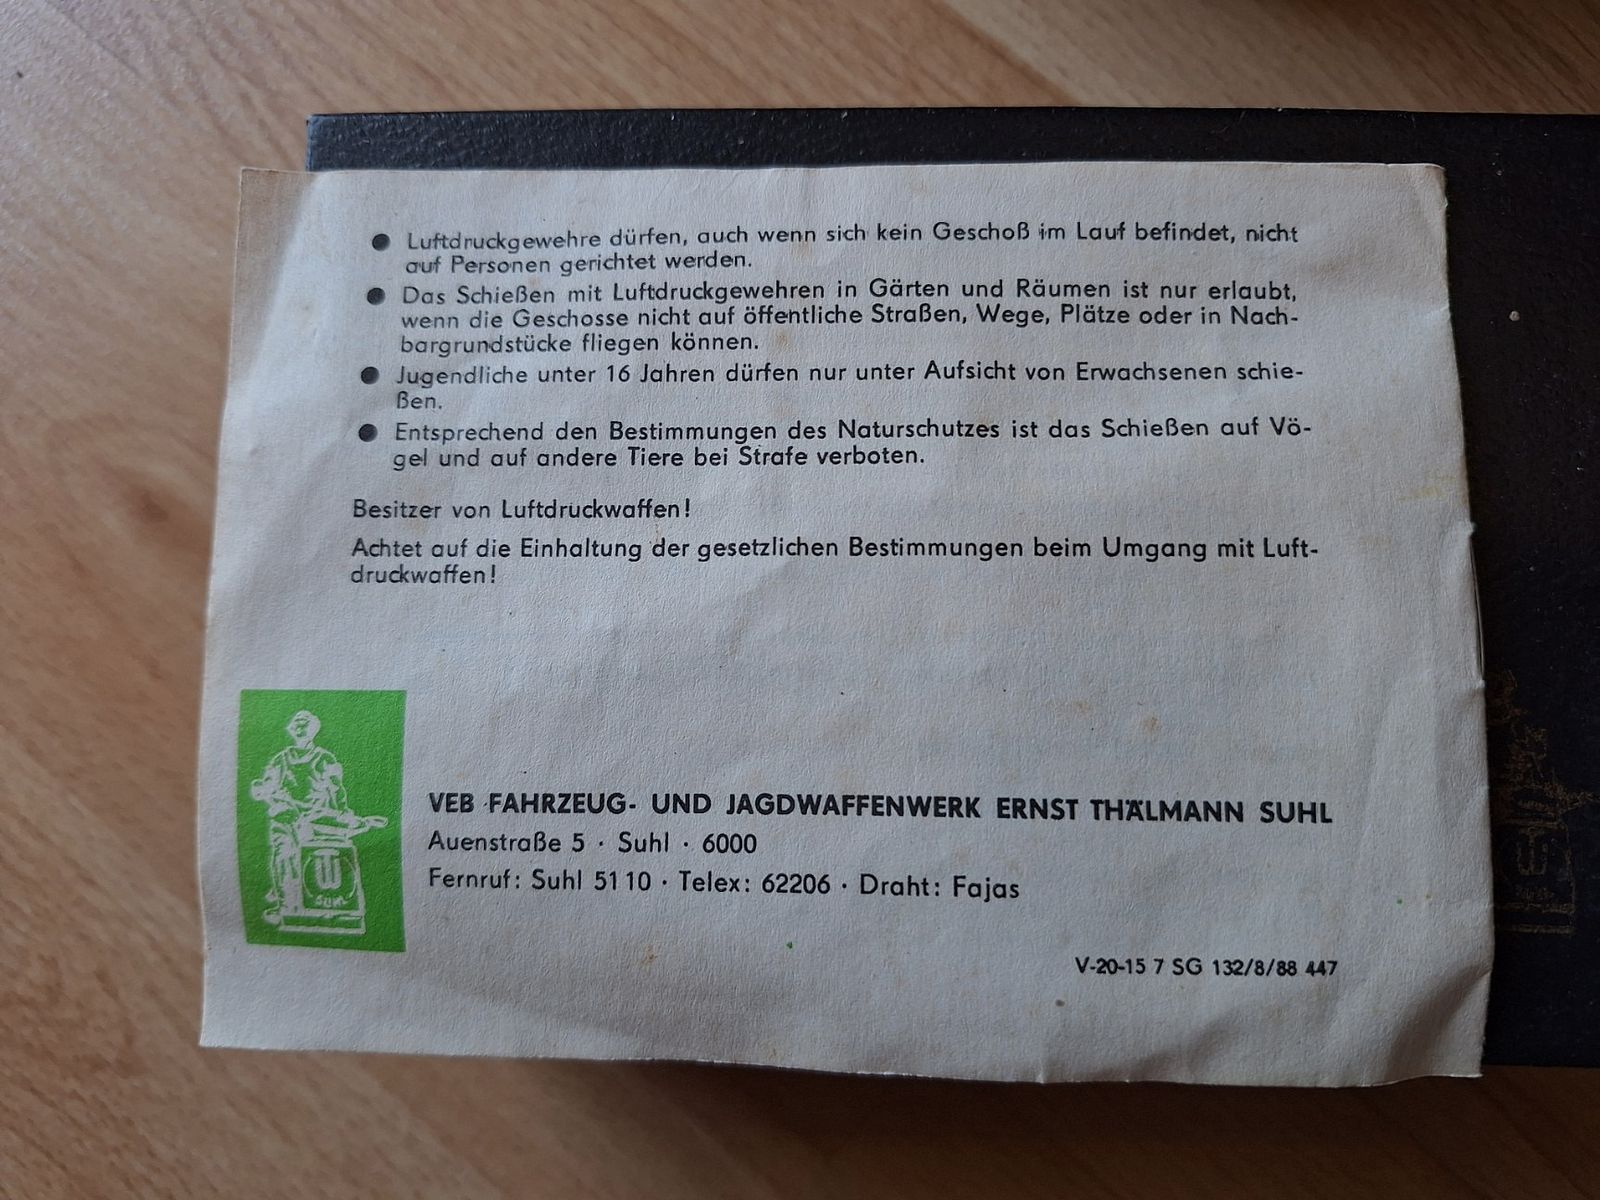 ● Luftdruckgewehre dürfen, auch wenn sich kein Geschoß im Lauf befindet, nicht
auf Personen gerichtet werden.
● Das Schießen mit Luftdruckgewehren in Gärten und Räumen ist nur erlaubt,
wenn die Geschosse nicht auf öffentliche Straßen, Wege, Plätze oder in Nach-
bargrundstücke fliegen können.
● Jugendliche unter 16 Jahren dürfen nur unter Aufsicht von Erwachsenen schie-
ßen.
● Entsprechend den Bestimmungen des Naturschutzes ist das Schießen auf Vö-
gel und auf andere Tiere bei Strafe verboten.
Besitzer von Luftdruckwaffen!
Achtet auf die Einhaltung der gesetzlichen Bestimmungen beim Umgang mit Luft-
druckwaffen!
VEB FAHRZEUG- UND JAGDWAFFENWERK ERNST THÄLMANN SUHL
Auenstraße 5 · Suhl · 6000
Fernruf: Suhl 51 10 · Telex: 62206 · Draht: Fajas
SUHL
V-20-15 7 SG 132/8/88 447